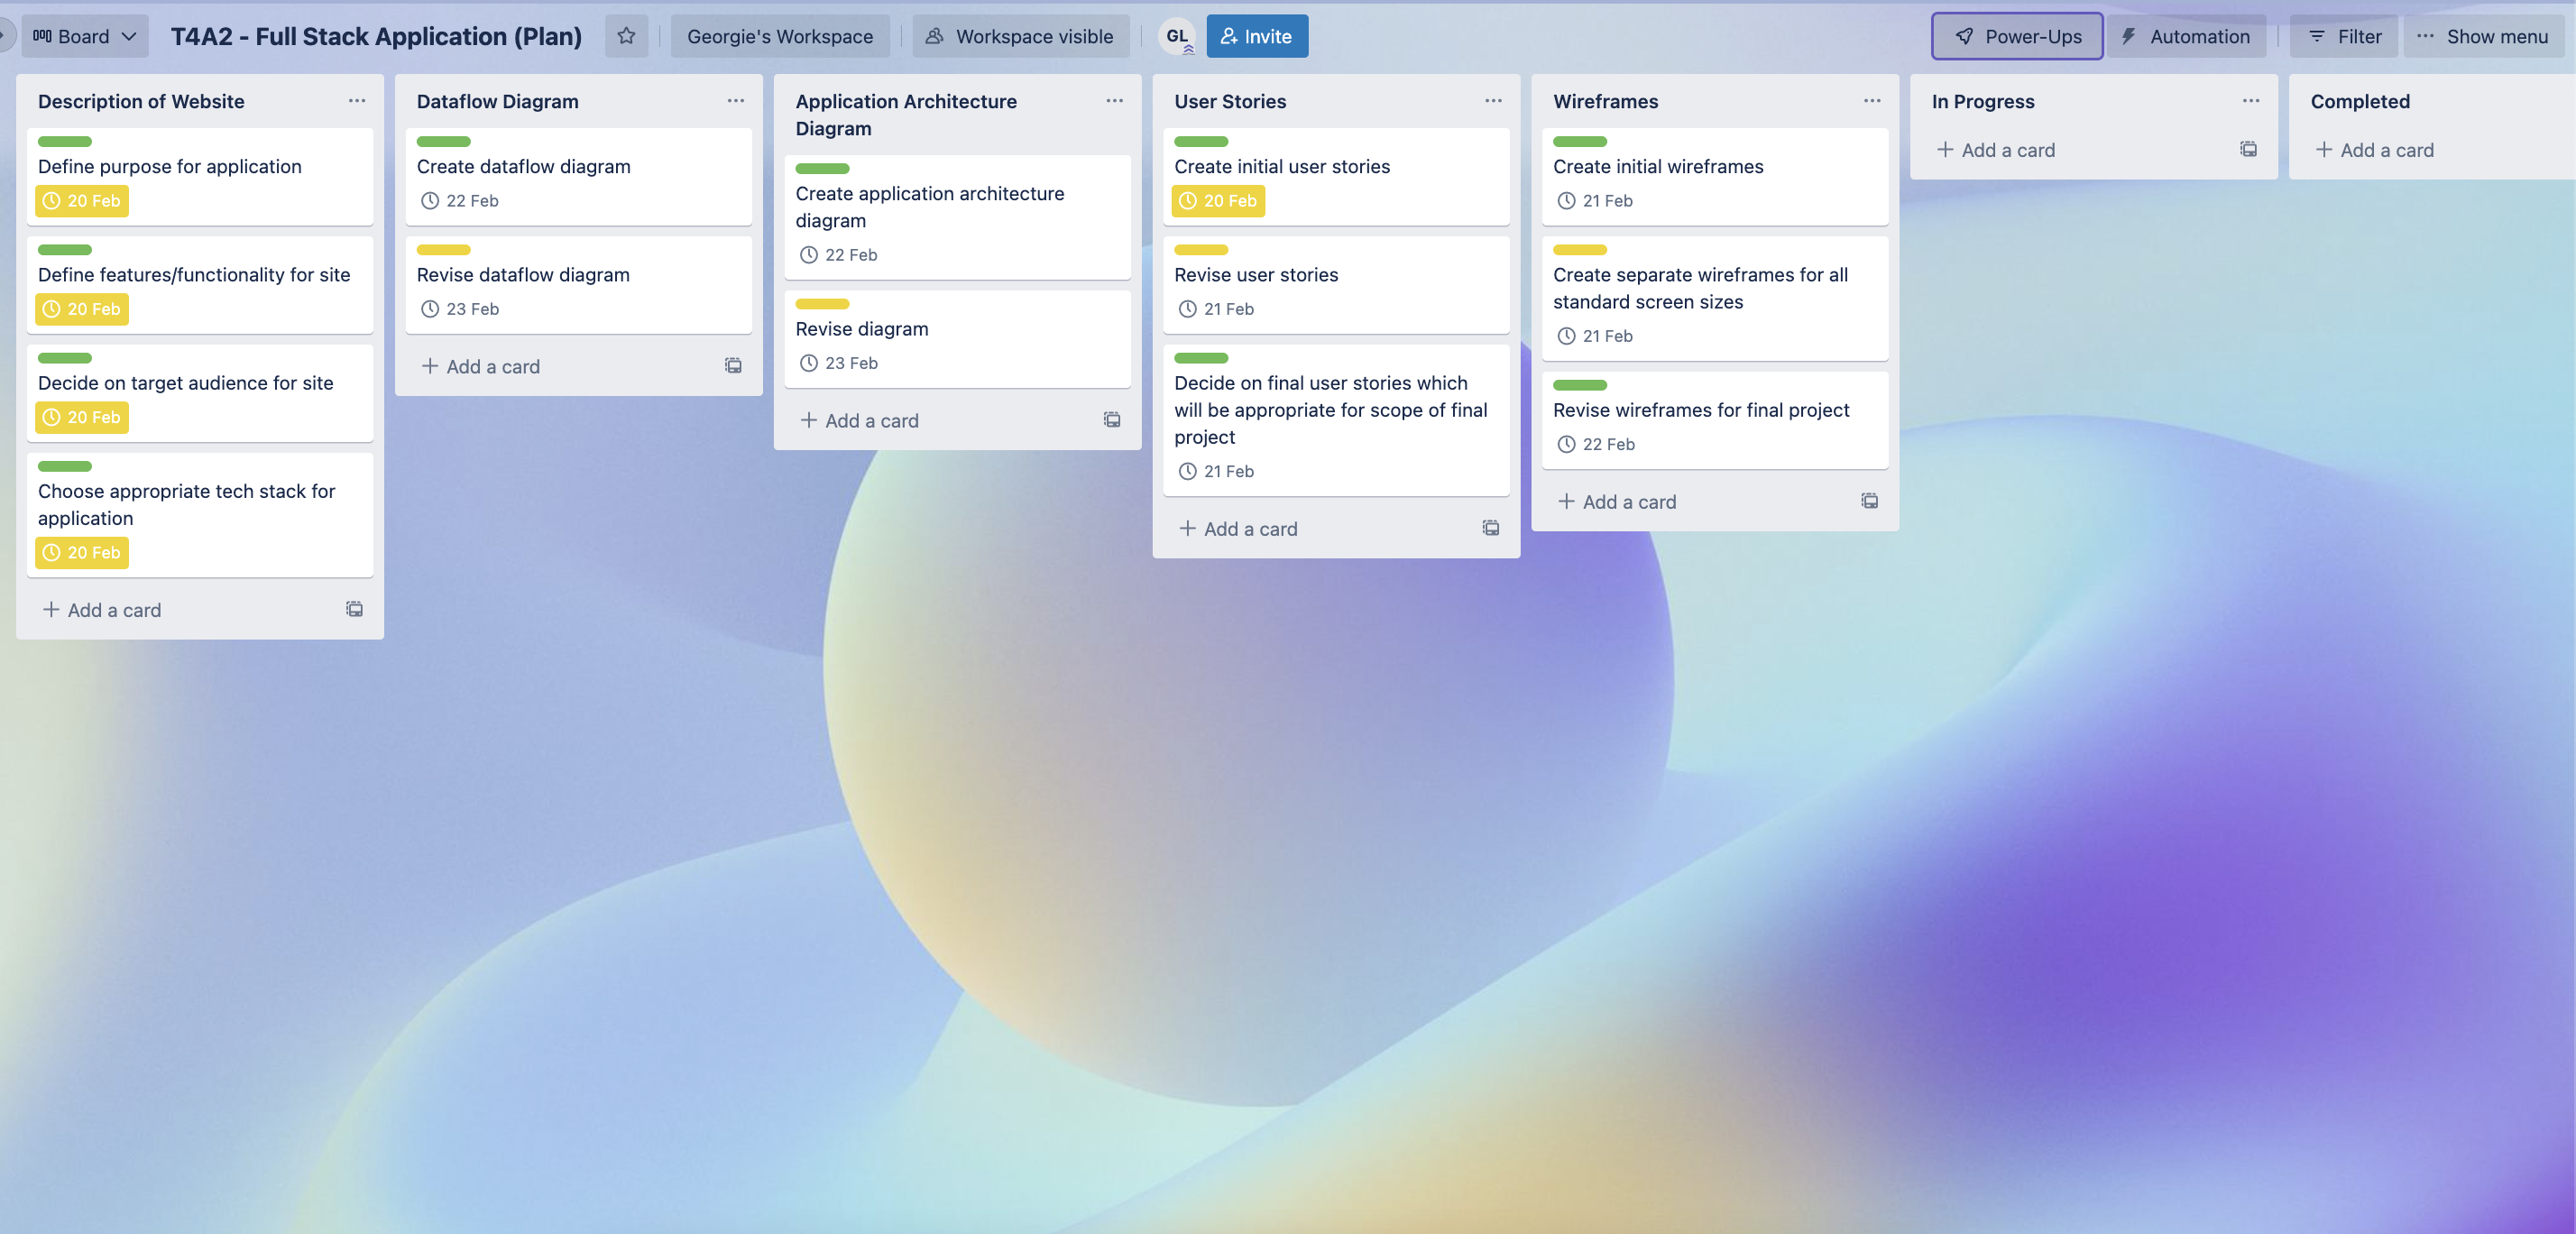 Board
T4A2 - Full Stack Application (Plan)
Georgie's Workspace
Workspace visible
GL
Invite
Power-Ups
Automation
Filter
Show menu
Description of Website
Define purpose for application
20 Feb
Define features/functionality for site
20 Feb
Decide on target audience for site
20 Feb
Choose appropriate tech stack for
application
20 Feb
+ Add a card
Dataflow Diagram
Create dataflow diagram
22 Feb
Revise dataflow diagram
23 Feb
+ Add a card
Application Architecture
Diagram
Create application architecture
diagram
22 Feb
Revise diagram
23 Feb
+ Add a card
User Stories
Create initial user stories
20 Feb
Revise user stories
21 Feb
Decide on final user stories which
will be appropriate for scope of final
project
21 Feb
+ Add a card
Wireframes
Create initial wireframes
21 Feb
Create separate wireframes for all
standard screen sizes
21 Feb
Revise wireframes for final project
22 Feb
+ Add a card
In Progress
+ Add a card
Completed
+ Add a card